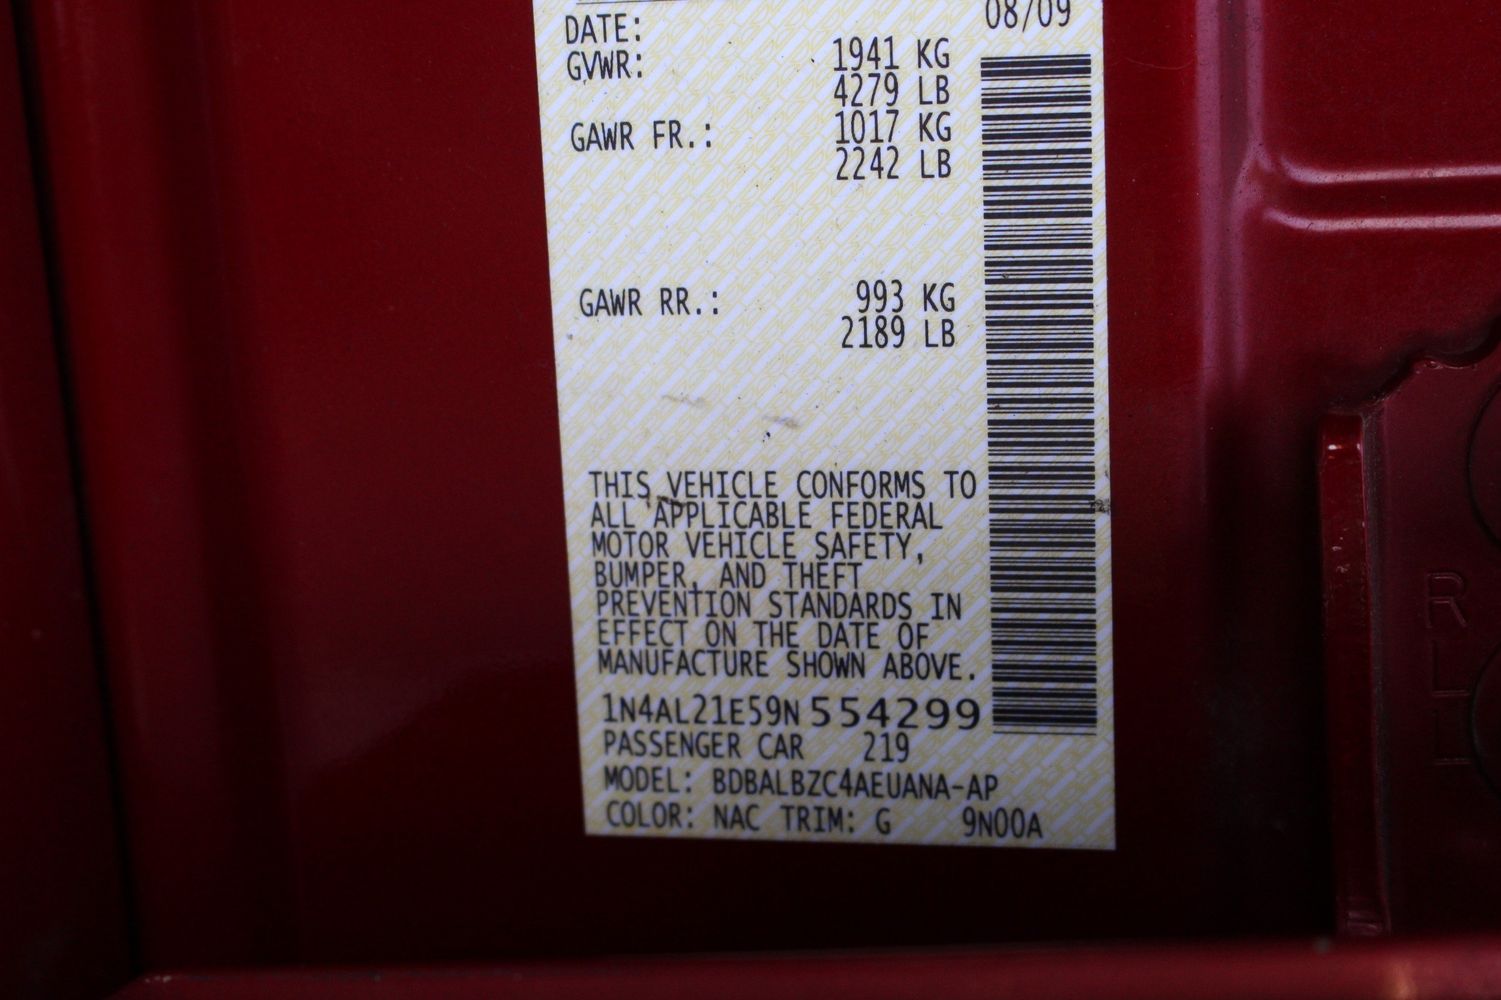 DATE: 08/09
GVWR: 1941 KG
4279 LB
GAWR FR.: 1017 KG
2242 LB
GAWR RR.: 993 KG
2189 LB
THIS VEHICLE CONFORMS TO
ALL APPLICABLE FEDERAL
MOTOR VEHICLE SAFETY,
BUMPER, AND THEFT
PREVENTION STANDARDS IN
EFFECT ON THE DATE OF
MANUFACTURE SHOWN ABOVE.
1N4AL21E59N554299
PASSENGER CAR 219
MODEL: BDBALBZC4AEUANA-AP
COLOR: NAC TRIM: G 9N00A